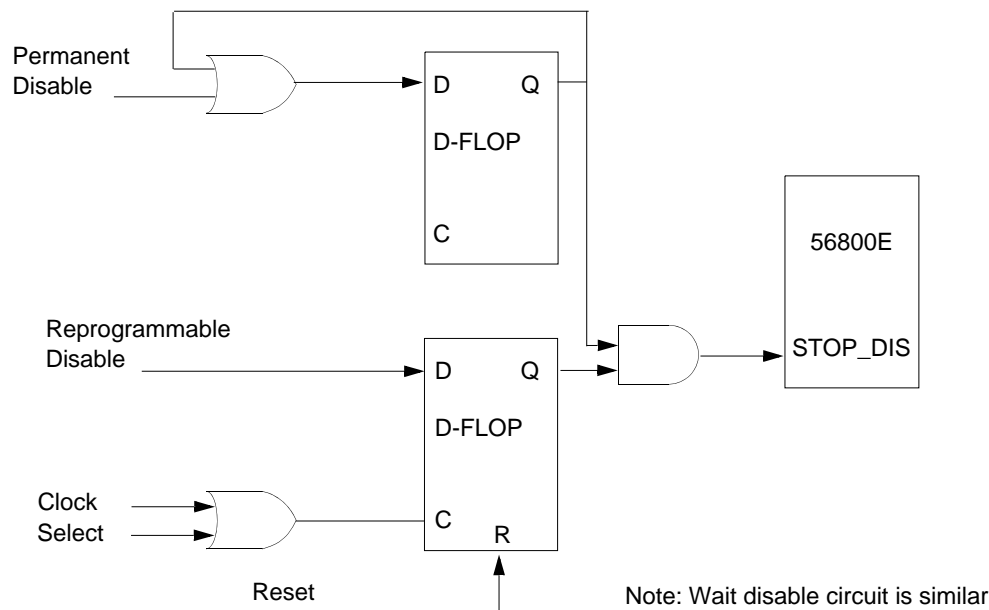 Permanent
Disable
D Q
D-FLOP
C
56800E
STOP_DIS
Reprogrammable
Disable
D Q
D-FLOP
Clock
Select
C
R
Reset
Note: Wait disable circuit is similar